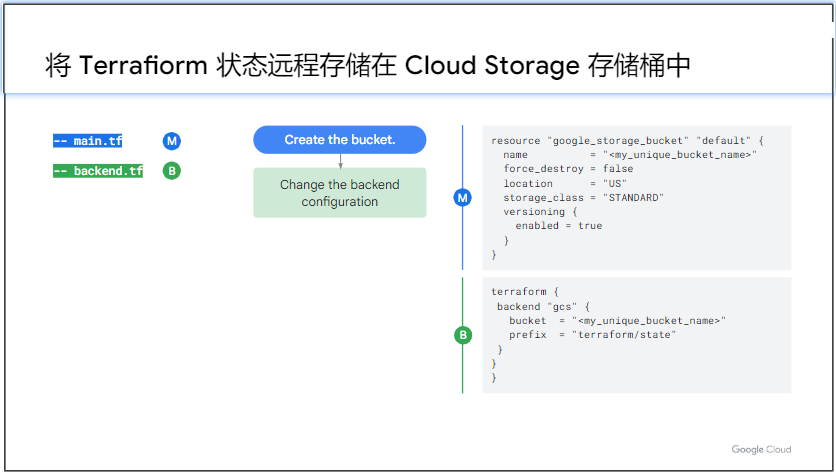 将 Terrafiorm 状态远程存储在 Cloud Storage 存储桶中
-- main.tf
M
-- backend.tf
B
Create the bucket.
Change the backend
configuration
M
resource "google_storage_bucket" "default" {
  name          = "<my_unique_bucket_name>"
  force_destroy = false
  location      = "US"
  storage_class = "STANDARD"
  versioning {
    enabled = true
  }
}
B
terraform {
 backend "gcs" {
   bucket  = "<my_unique_bucket_name>"
   prefix  = "terraform/state"
 }
}
}
Google Cloud